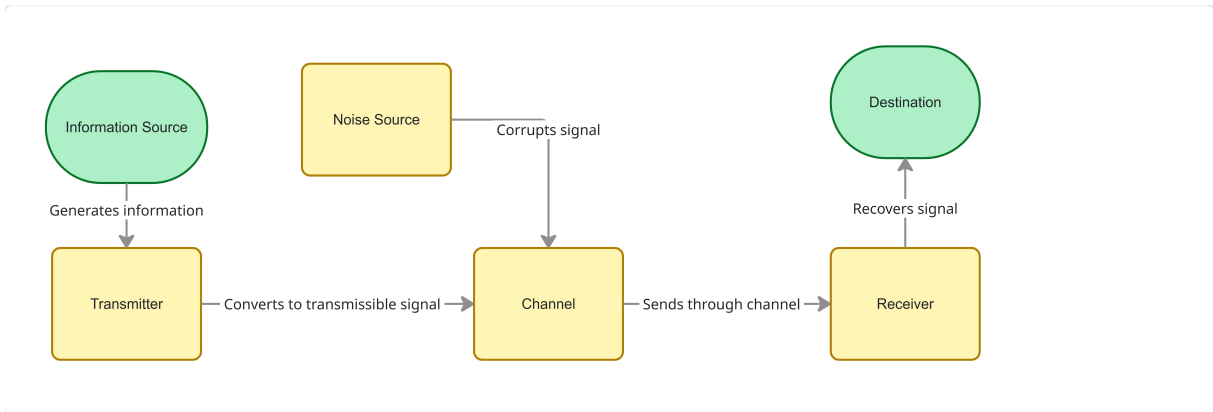 Information Source
Noise Source
Destination
Corrupts signal
Generates information
Recovers signal
Transmitter
Converts to transmissible signal
Channel
Sends through channel
Receiver